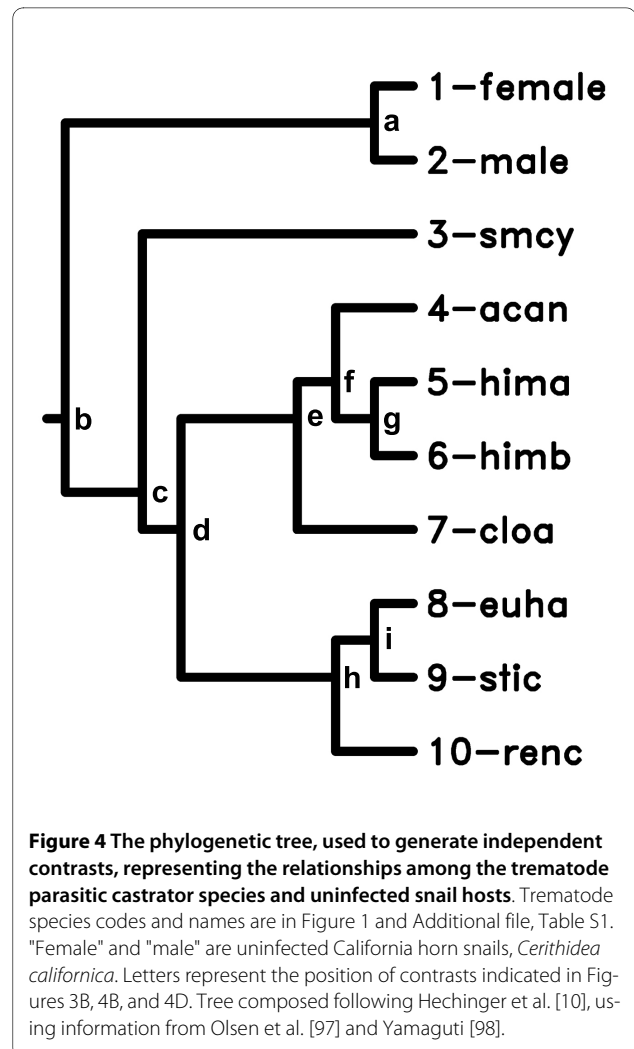 1—female
a
2—male
3—smcy
4—acan
f
5—hima
b
e
g
6—himb
c
d
7—cloa
8—euha
i
h
9—stic
10—renc
Figure 4 The phylogenetic tree, used to generate independent
contrasts, representing the relationships among the trematode
parasitic castrator species and uninfected snail hosts. Trematode
species codes and names are in Figure 1 and Additional file, Table S1.
"Female" and "male" are uninfected California horn snails, Cerithidea
californica. Letters represent the position of contrasts indicated in Fig-
ures 3B, 4B, and 4D. Tree composed following Hechinger et al. [10], us-
ing information from Olsen et al. [97] and Yamaguti [98].